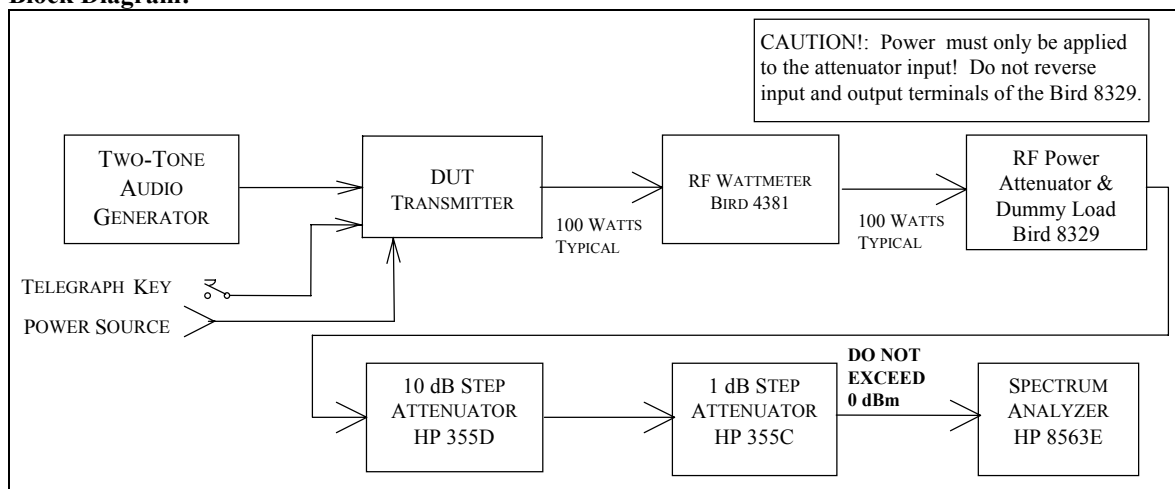 Block Diagram:
CAUTION!: Power must only be applied
to the attenuator input! Do not reverse
input and output terminals of the Bird 8329.
TWO-TONE
AUDIO
GENERATOR
DUT
TRANSMITTER
100 WATTS
TYPICAL
RF WATTMETER
BIRD 4381
100 WATTS
TYPICAL
RF Power
Attenuator &
Dummy Load
Bird 8329
TELEGRAPH KEY
POWER SOURCE
10 dB STEP
ATTENUATOR
HP 355D
1 dB STEP
ATTENUATOR
HP 355C
DO NOT
EXCEED
0 dBm
SPECTRUM
ANALYZER
HP 8563E